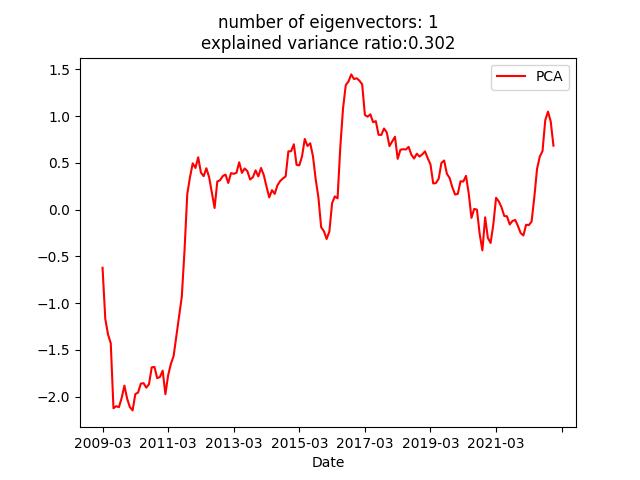 number of eigenvectors: 1
explained variance ratio:0.302
PCA
1.5
1.0
0.5
0.0
−0.5
−1.0
−1.5
−2.0
2009-03 2011-03 2013-03 2015-03 2017-03 2019-03 2021-03
Date